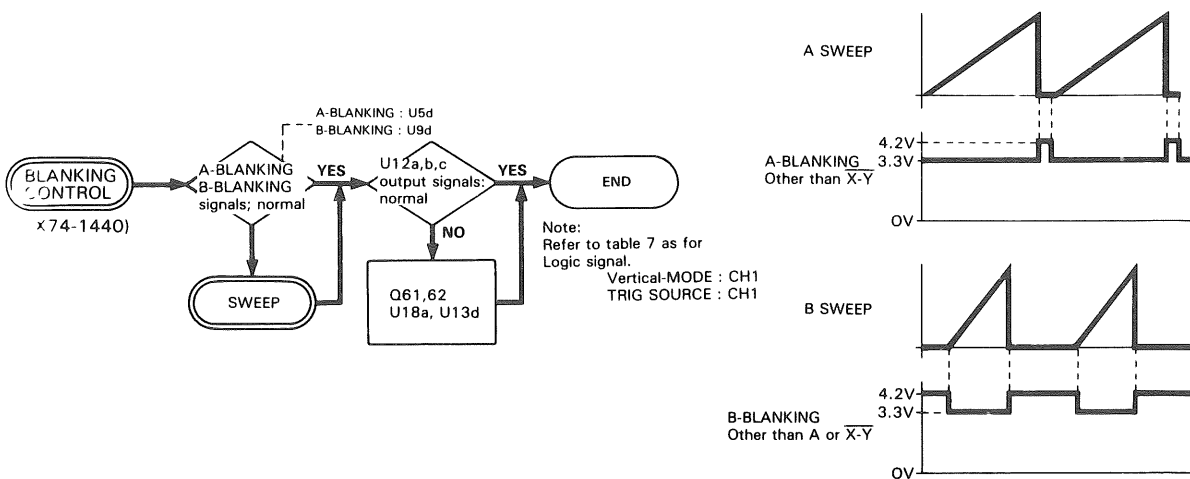 BLANKING
CONTROL
x74-1440)
A-BLANKING : U5d
B-BLANKING : U9d
A-BLANKING
B-BLANKING
signals; normal
YES
SWEEP
U12a,b,c
output signals:
normal
YES
NO
Q61,62
U18a, U13d
END
Note:
Refer to table 7 as for
Logic signal.
Vertical-MODE : CH1
TRIG SOURCE : CH1
A SWEEP
4.2V
3.3V
A-BLANKING
Other than X-Y
0V
B SWEEP
4.2V
3.3V
B-BLANKING
Other than A or X-Y
0V